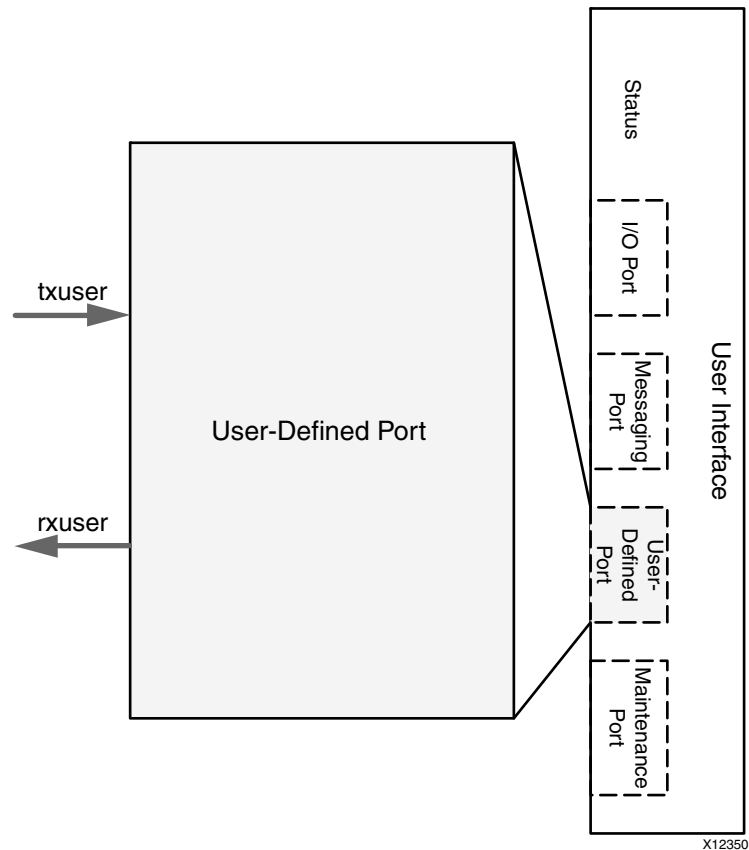 txuser
rxuser
User-Defined Port
Status
I/O Port
Messaging
Port
User-
Defined
Port
Maintenance
Port
User Interface
X12350